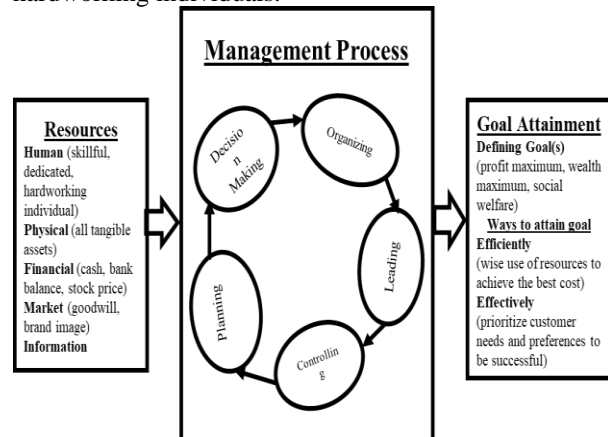 hardworking individuals.
Management Process
Resources
Human (skillful,
dedicated,
hardworking
individual)
Physical (all tangible
assets)
Financial (cash, bank
balance, stock price)
Market (goodwill,
brand image)
Information
Decisio
n
Making
Organizing
Leading
Controllin
g
Planning
Goal Attainment
Defining Goal(s)
(profit maximum, wealth
maximum, social
welfare)
Ways to attain goal
Efficiently
(wise use of resources to
achieve the best cost)
Effectively
(prioritize customer
needs and preferences to
be successful)